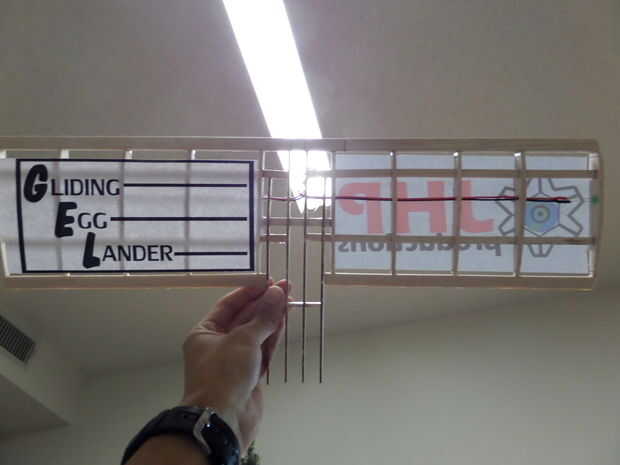 GLIDING
EGG
LANDER
JHP
productions